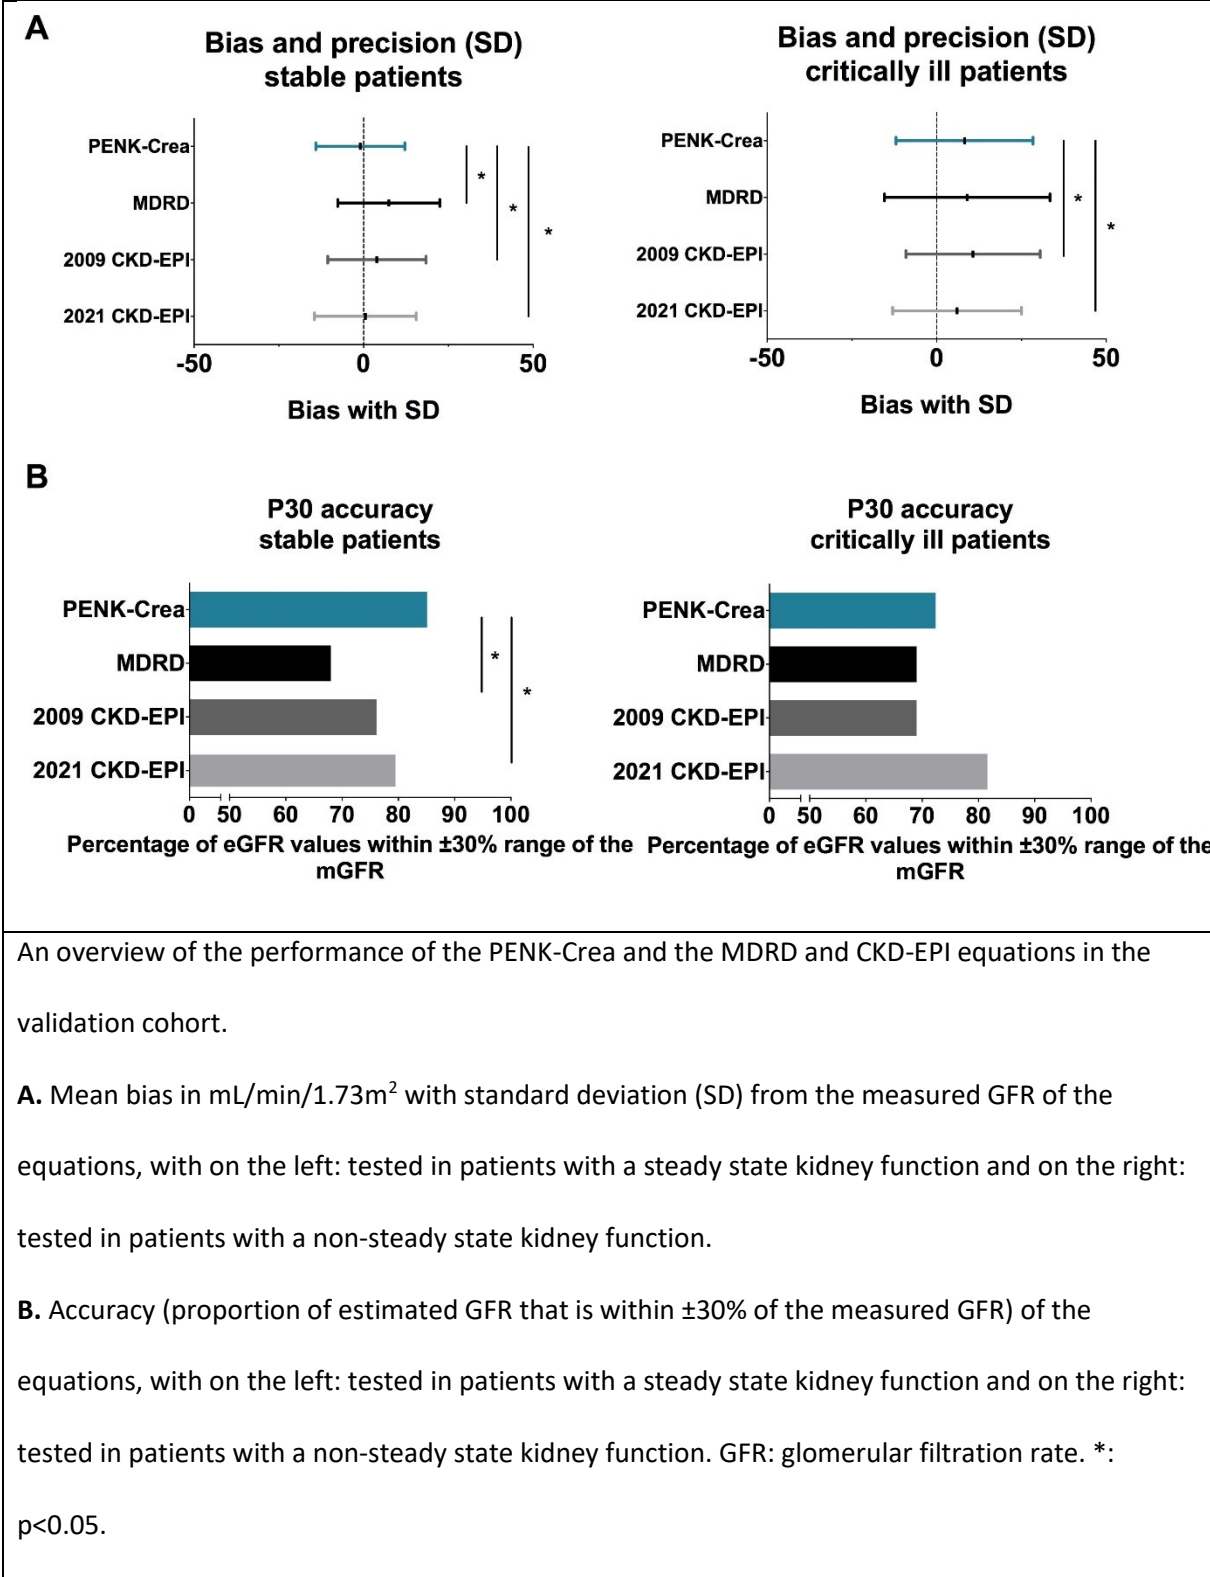 A
Bias and precision (SD)
stable patients
PENK-Crea
MDRD
2009 CKD-EPI
2021 CKD-EPI
*
*
*
-50 0 50
Bias with SD
Bias and precision (SD)
critically ill patients
PENK-Crea
MDRD
2009 CKD-EPI
2021 CKD-EPI
*
*
-50 0 50
Bias with SD
B
P30 accuracy
stable patients
PENK-Crea
MDRD
2009 CKD-EPI
2021 CKD-EPI
*
*
0 50 60 70 80 90 100
Percentage of eGFR values within ±30% range of the
mGFR
P30 accuracy
critically ill patients
PENK-Crea
MDRD
2009 CKD-EPI
2021 CKD-EPI
0 50 60 70 80 90 100
Percentage of eGFR values within ±30% range of the
mGFR
An overview of the performance of the PENK-Crea and the MDRD and CKD-EPI equations in the
validation cohort.
A. Mean bias in mL/min/1.73m² with standard deviation (SD) from the measured GFR of the
equations, with on the left: tested in patients with a steady state kidney function and on the right:
tested in patients with a non-steady state kidney function.
B. Accuracy (proportion of estimated GFR that is within ±30% of the measured GFR) of the
equations, with on the left: tested in patients with a steady state kidney function and on the right:
tested in patients with a non-steady state kidney function. GFR: glomerular filtration rate. *:
p<0.05.